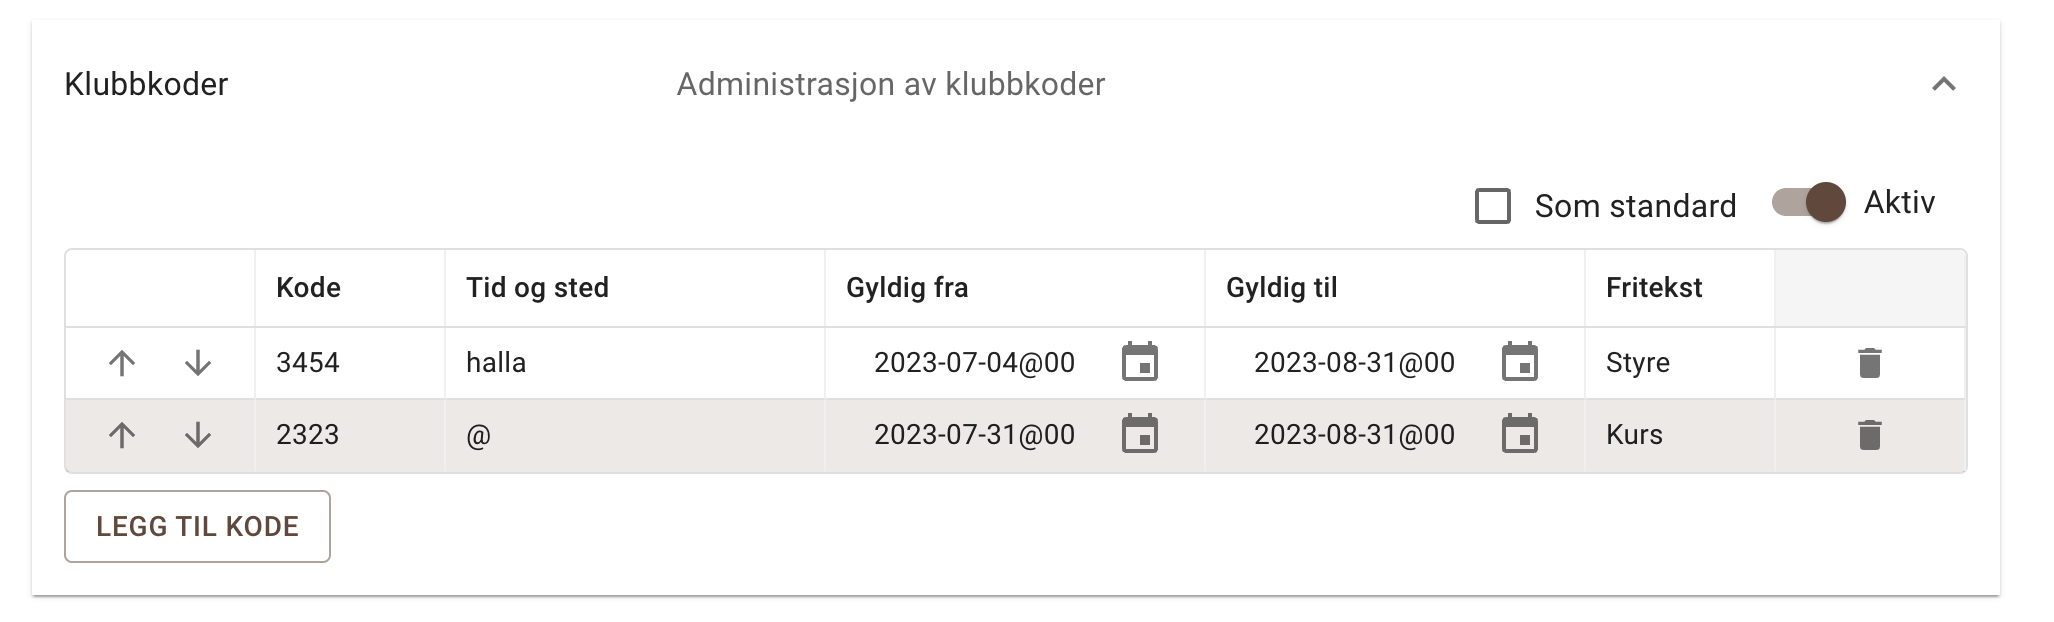 Klubbkoder Administrasjon av klubbkoder
Som standard Aktiv
Kode Tid og sted Gyldig fra Gyldig til Fritekst
3454 halla 2023-07-04@00 2023-08-31@00 Styre
2323 @ 2023-07-31@00 2023-08-31@00 Kurs
LEGG TIL KODE